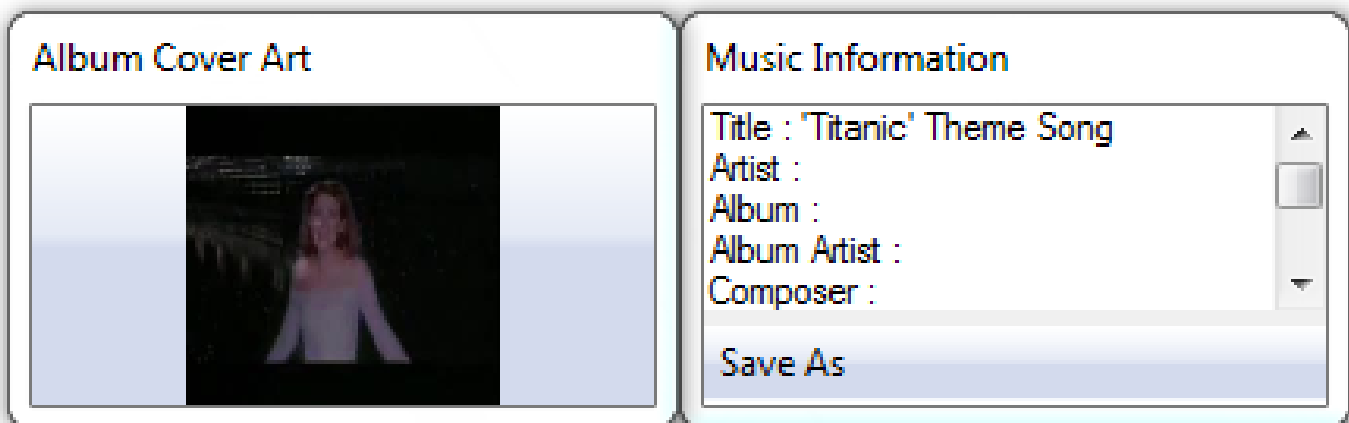 Album Cover Art
Music Information
Title : 'Titanic' Theme Song
Artist :
Album :
Album Artist :
Composer :
Save As